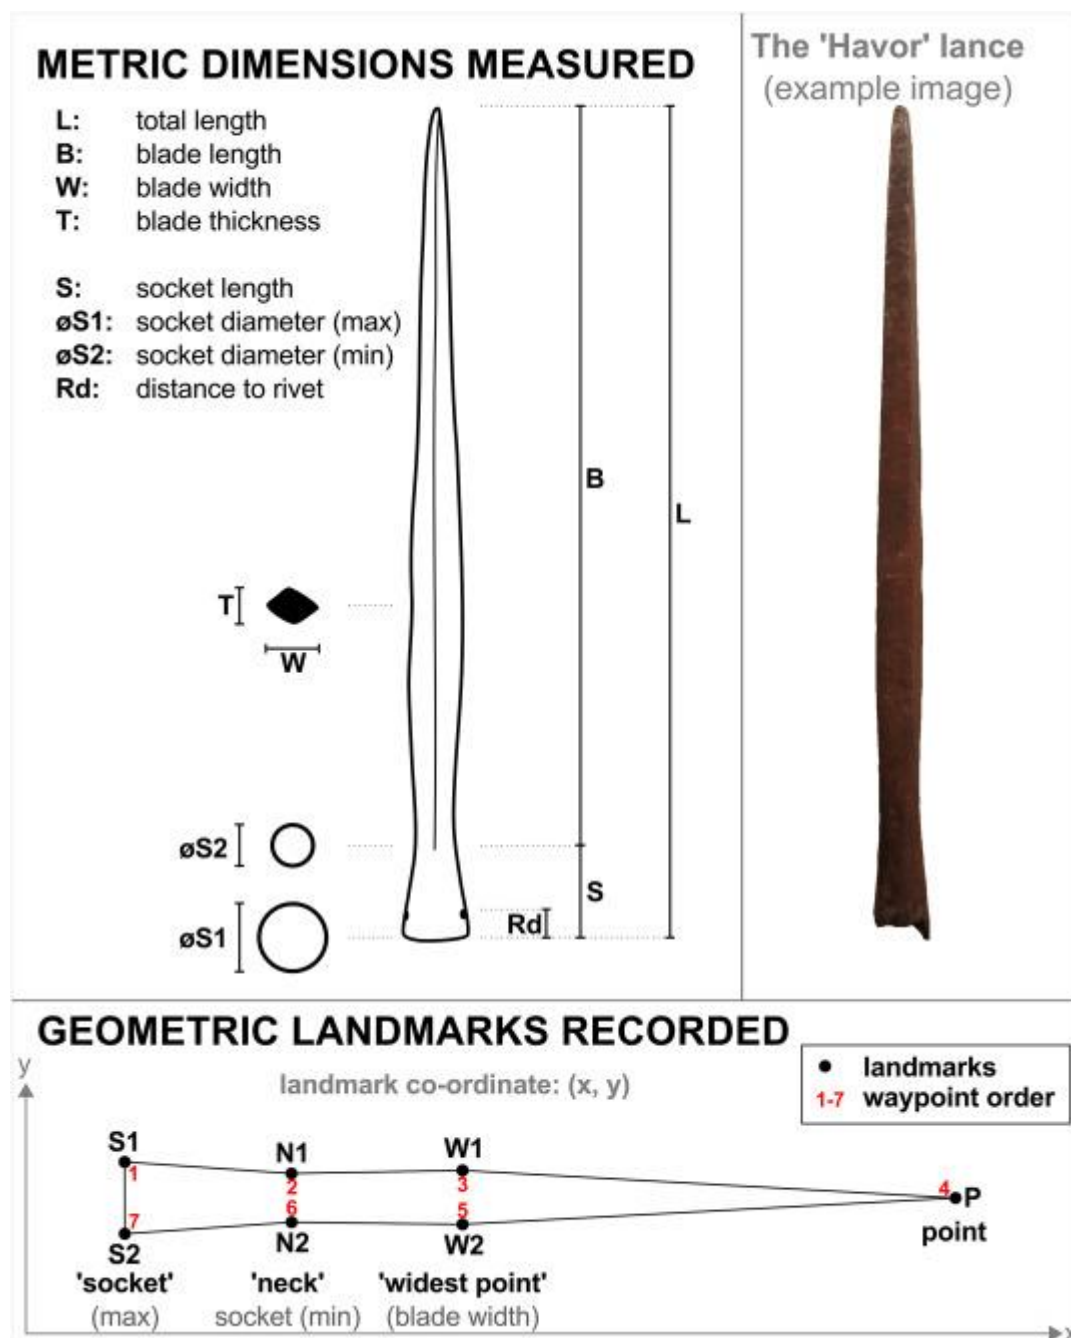 METRIC DIMENSIONS MEASURED
L: total length
B: blade length
W: blade width
T: blade thickness
S: socket length
øS1: socket diameter (max)
øS2: socket diameter (min)
Rd: distance to rivet
B
L
T
W
øS2
S
Rd
øS1
The 'Havor' lance
(example image)
GEOMETRIC LANDMARKS RECORDED
y
landmark co-ordinate: (x, y)
landmarks
1-7 waypoint order
S1
N1
W1
1
2
3
4
P
7
6
5
S2
N2
W2
point
'socket'
(max)
'neck'
socket (min)
'widest point'
(blade width)
x